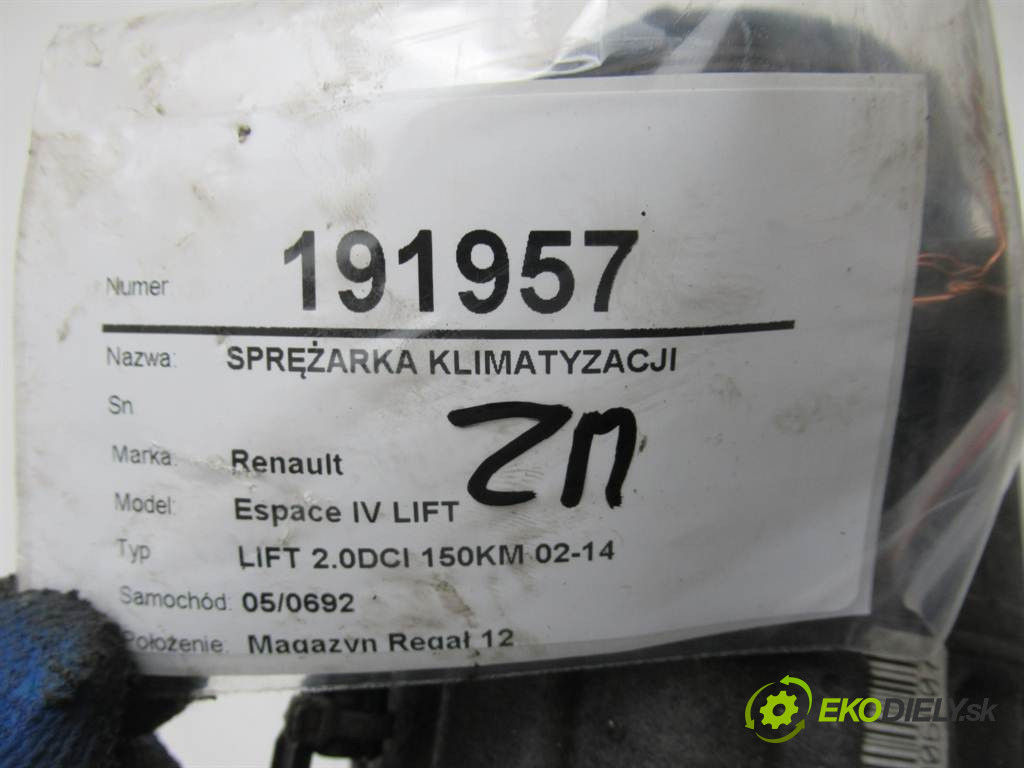 Numer: 191957
Nazwa: SPRĘŻARKA KLIMATYZACJI
Sn
ZM
Marka: Renault
Model: Espace IV LIFT
Typ LIFT 2.0DCI 150KM 02-14
Samochód: 05/0692
Położenie: Magazyn Regał 12
EKODIELY.sk